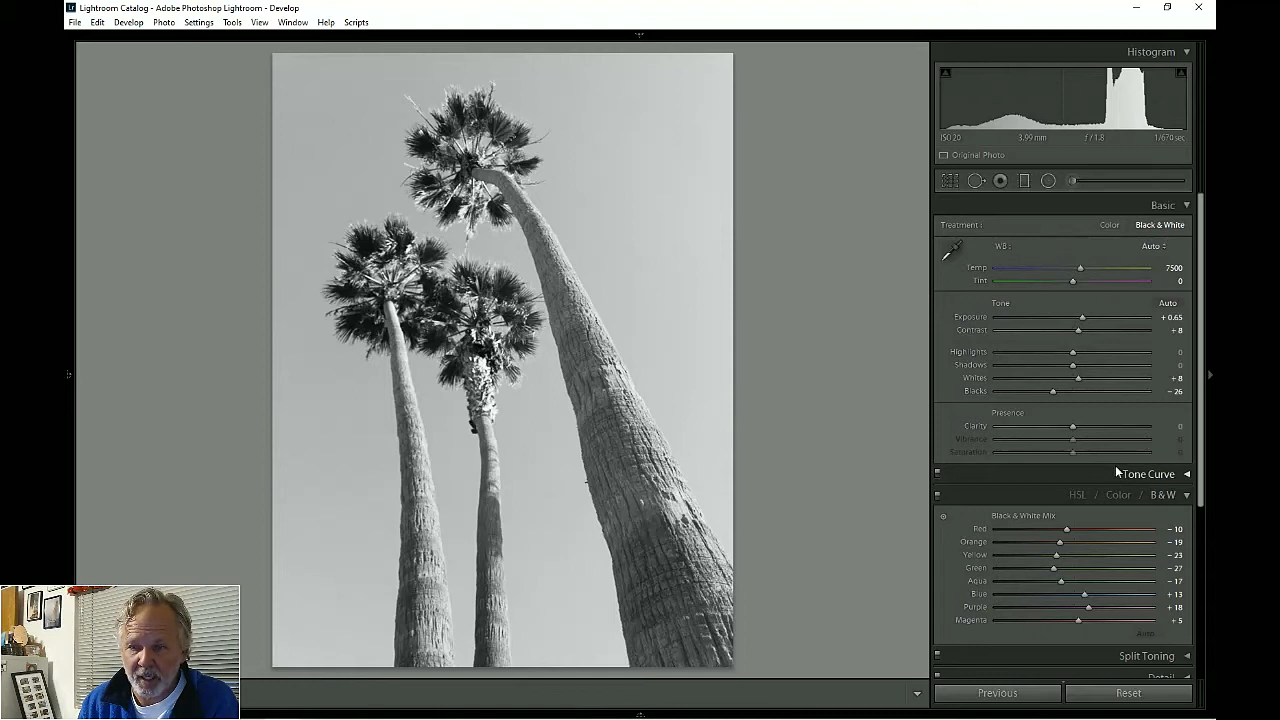 Lightroom Catalog - Adobe Photoshop Lightroom - Develop
File Edit Develop Photo Settings Tools View Window Help Scripts
Histogram
ISO 20 3.99 mm f / 1.8 1/670 sec
Original Photo
Basic
Treatment : Color Black & White
WB : Auto
Temp 7500
Tint 0
Tone Auto
Exposure + 0.65
Contrast + 8
Highlights 0
Shadows 0
Whites + 8
Blacks - 26
Presence
Clarity 0
Vibrance 0
Saturation 0
Tone Curve
HSL / Color / B & W
Black & White Mix
Red - 10
Orange - 19
Yellow - 23
Green - 27
Aqua - 17
Blue + 13
Purple + 18
Magenta + 5
Auto
Split Toning
Detail
Previous Reset